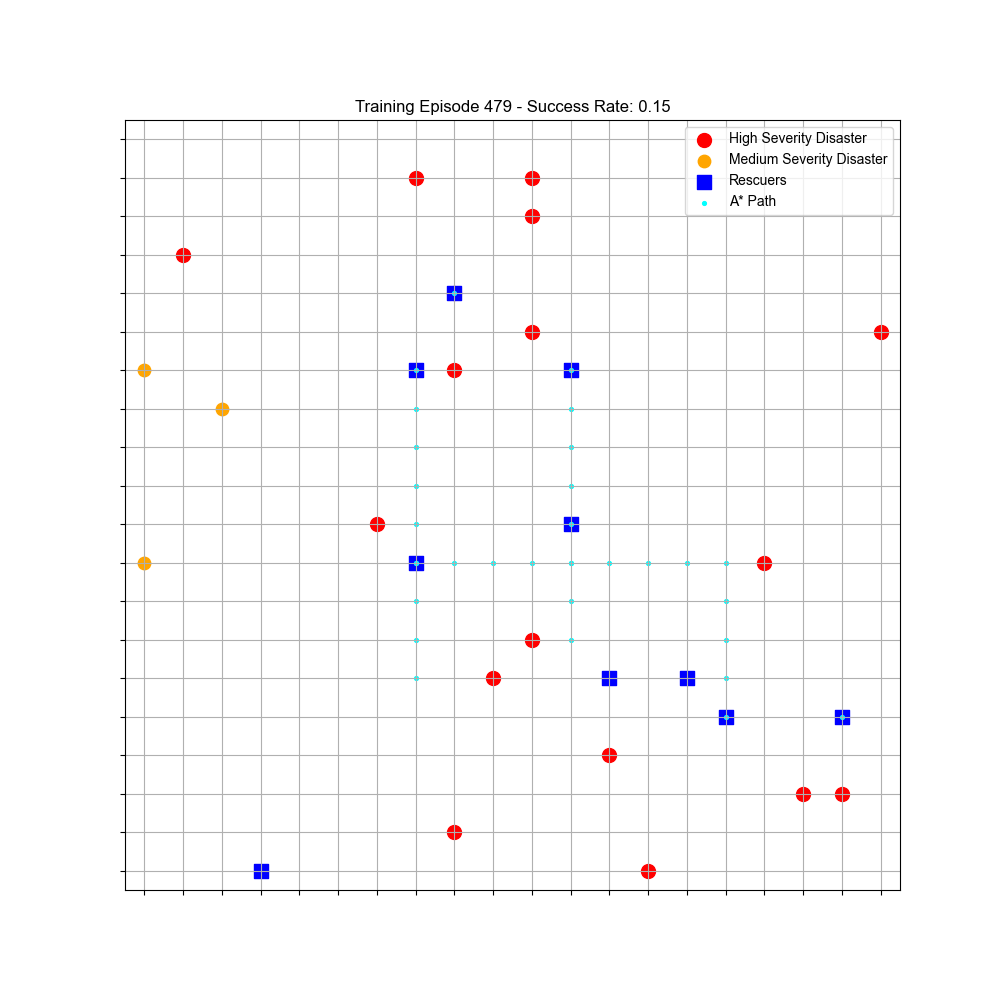 Training Episode 479 - Success Rate: 0.15
High Severity Disaster
Medium Severity Disaster
Rescuers
A* Path